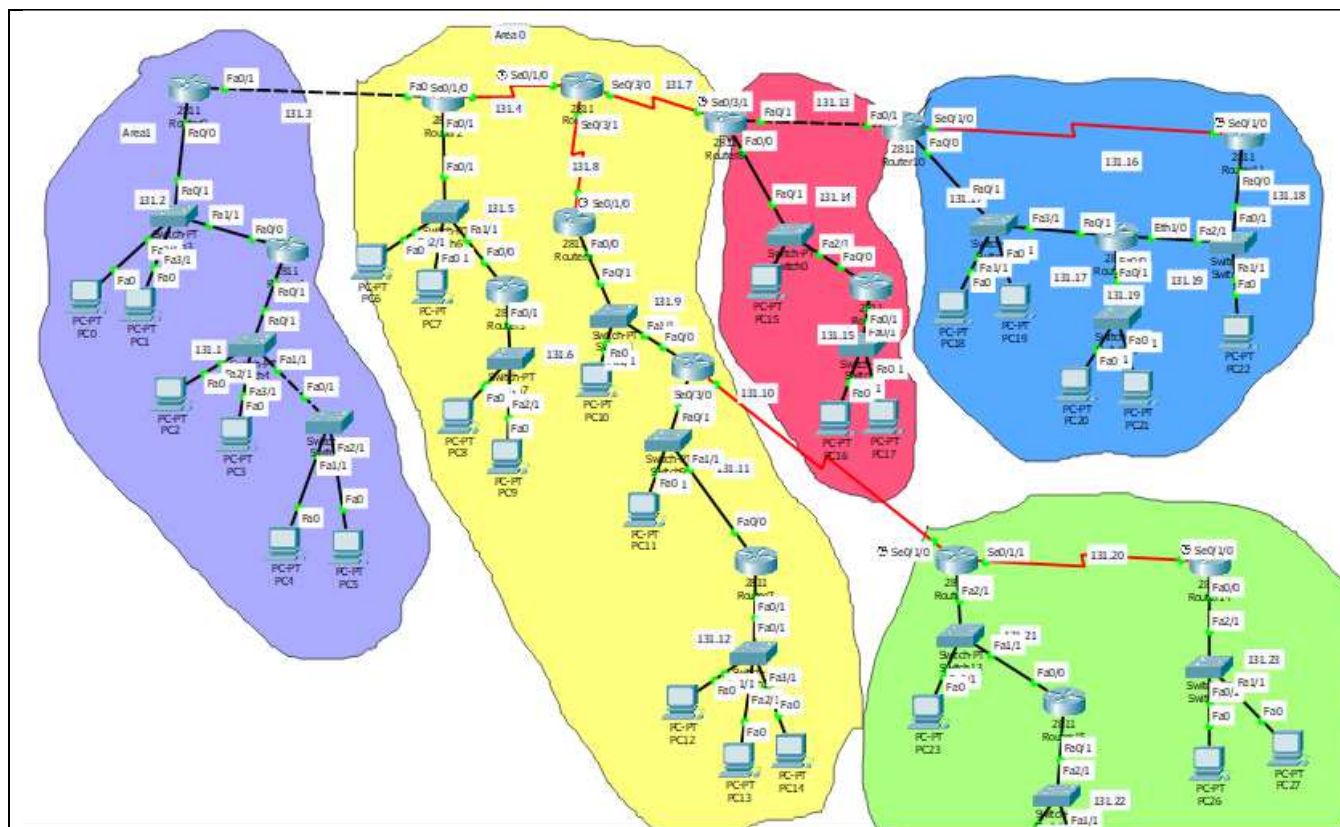 Area 0
Fa0/1
131.3
2811
Area1
Fa0/0
131.2
Fa0/1
Switch-PT
Fa1/1
Fa0/0
2811
Fa0
Fa3/1
Fa0
PC-PT
PC0
PC-PT
PC1
Fa0/1
Fa0/1
131.1
Fa1/1
Fa2/1
Fa0
Fa3/1
Fa0
Fa0/1
PC-PT
PC2
PC-PT
PC3
Fa2/1
Fa1/1
Fa0
Fa0
PC-PT
PC4
PC-PT
PC5
Se0/1/0
131.4
Se0/1/0
Se0/3/0
131.7
2811
Se0/3/1
Fa0/1
Fa0/1
131.5
Fa1/1
Fa0/0
Fa0
PC-PT
PC6
PC-PT
PC7
131.8
Se0/1/0
Fa0/0
Fa0/1
131.9
Fa0/0
Fa0/1
131.6
Switch-PT
Fa0
Fa2/1
Fa0
PC-PT
PC8
PC-PT
PC9
Fa0
PC-PT
PC10
Se0/3/0
131.10
Fa0/1
Fa1/1
131.11
Fa0
PC-PT
PC11
Fa0/0
2811
Fa0/1
Fa0/1
131.12
Switch-PT
Fa3/1
Fa2/1
Fa0
Fa0
Fa0
PC-PT
PC12
PC-PT
PC13
PC-PT
PC14
Se0/3/1
Fa0/1
131.13
Fa0/1
Fa0/0
Fa0/1
131.14
Fa2/1
Switch-PT
Switch0
PC-PT
PC15
Fa0/1
Fa0/1
131.15
Fa0
Fa0
PC-PT
PC16
PC-PT
PC17
2811
Router10
Se0/1/0
Fa0/0
Se0/1/0
2811
131.16
Fa0/0
131.18
Fa0/1
Fa0/1
131.17
Fa3/1
Fa0/1
Eth1/0
Fa2/1
Fa1/1
Fa0
PC-PT
PC18
PC-PT
PC19
131.17
Fa0/1
131.19
131.19
Fa1/1
Fa0
Fa0
PC-PT
PC20
PC-PT
PC21
PC-PT
PC22
Se0/1/0
Se0/1/1
131.20
Se0/1/0
Fa2/1
131.21
Fa1/1
Fa0
Fa0/0
PC-PT
PC23
2811
Fa0/1
Fa2/1
131.22
Fa1/1
Fa0/0
Fa2/1
131.23
Fa1/1
Fa0
Fa0
PC-PT
PC26
PC-PT
PC27